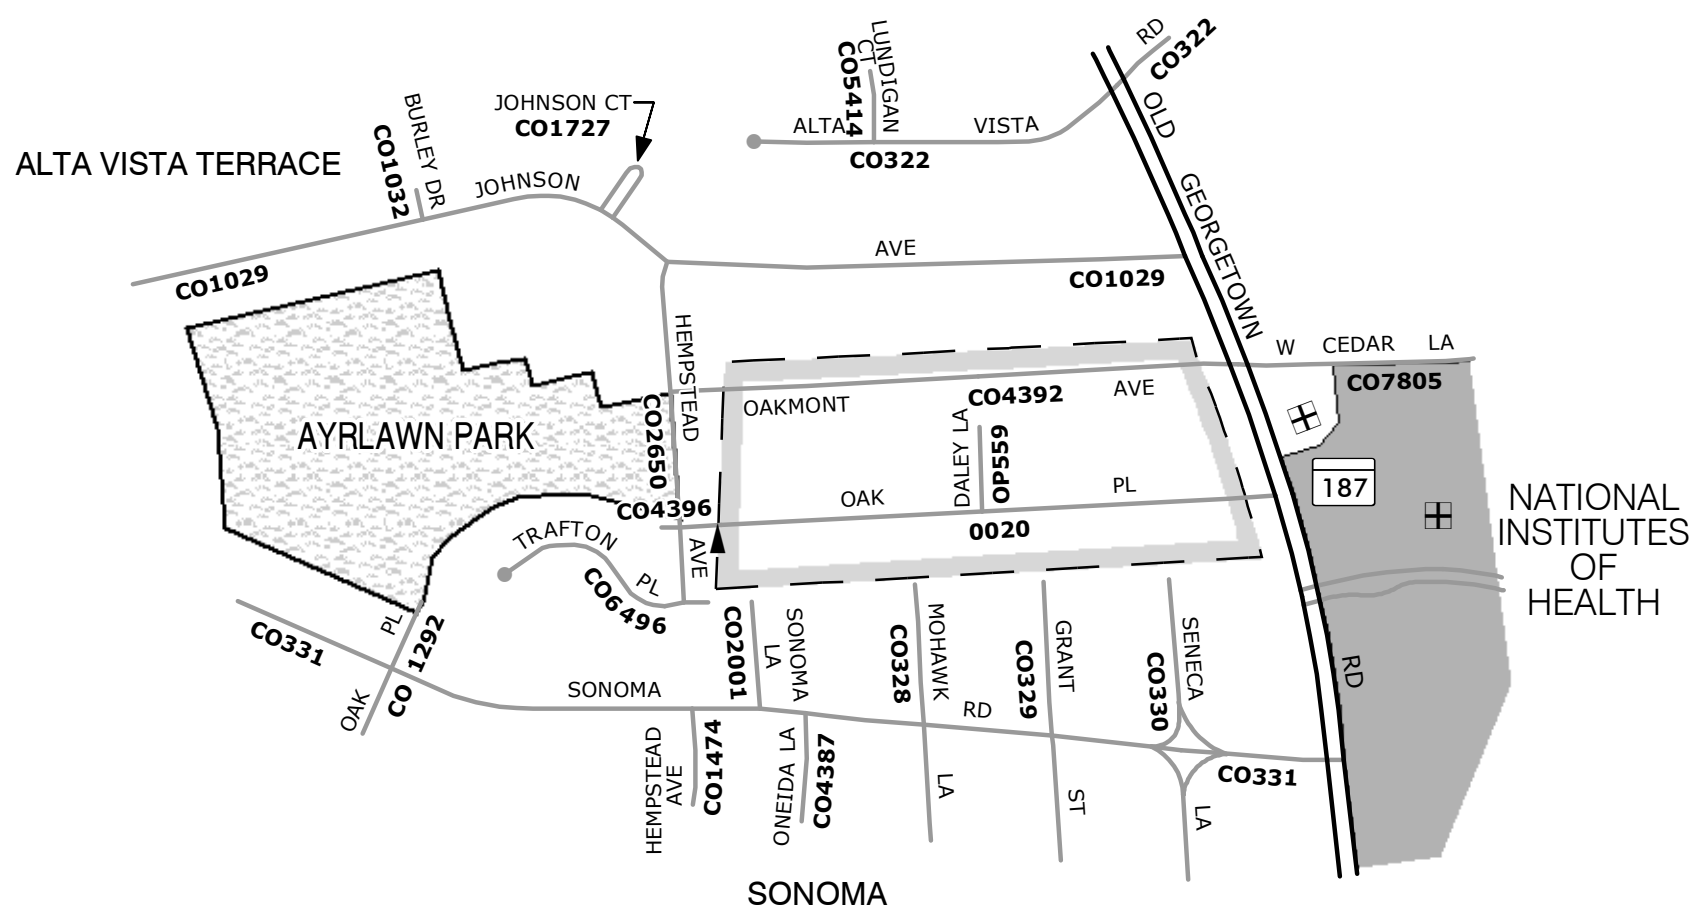 RD
CO322
LUNDIGAN
CT
CO5414
OLD
BURLEY DR
CO1032
JOHNSON CT
CO1727
ALTA
VISTA
CO322
ALTA VISTA TERRACE
JOHNSON
GEORGETOWN
AVE
CO1029
CO1029
HEMPSTEAD
W CEDAR LA
CO7805
CO4392
AVE
OAKMONT
CO2650
DALEY LA
OP5559
AYRLAWN PARK
187
OAK
PL
NATIONAL
INSTITUTES
OF
HEALTH
CO4396
0020
TRAFTON
PL
AVE
CO6496
PL
CO 1292
CO331
OAK
CO2001
SONOMA
LA
MOHAWK
CO328
GRANT
CO329
SENECA
CO330
RD
SONOMA
RD
HEMPSTEAD
AVE
CO1474
ONEIDA LA
CO4387
LA
ST
LA
CO331
SONOMA